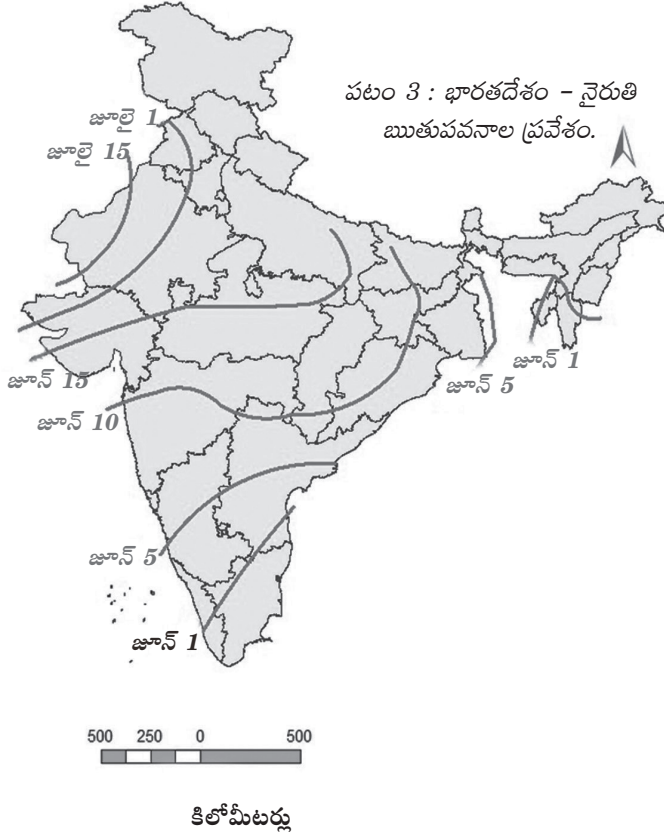 పటం 3 : భారతదేశం – నైరుతి
ఋతుపవనాల ప్రవేశం.
జూలై 1
జూలై 15
జూన్ 15
జూన్ 10
జూన్ 5
జూన్ 1
జూన్ 5
జూన్ 1
500 250 0 500
కిలోమీటర్లు